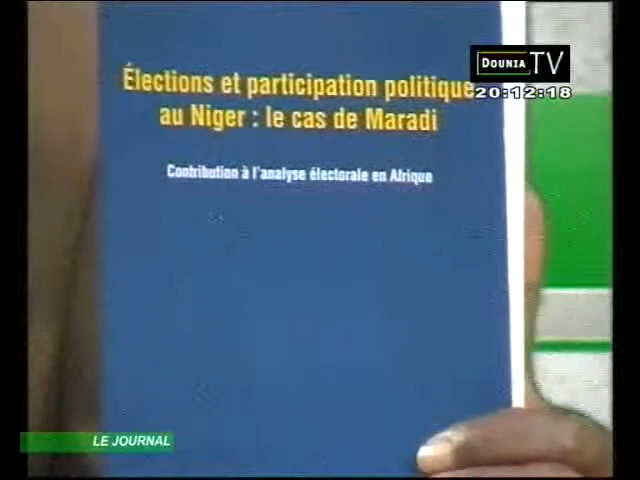 DOUNIA TV
20:12:18
Élections et participation politique
au Niger : le cas de Maradi
Contribution à l'analyse électorale en Afrique
LE JOURNAL